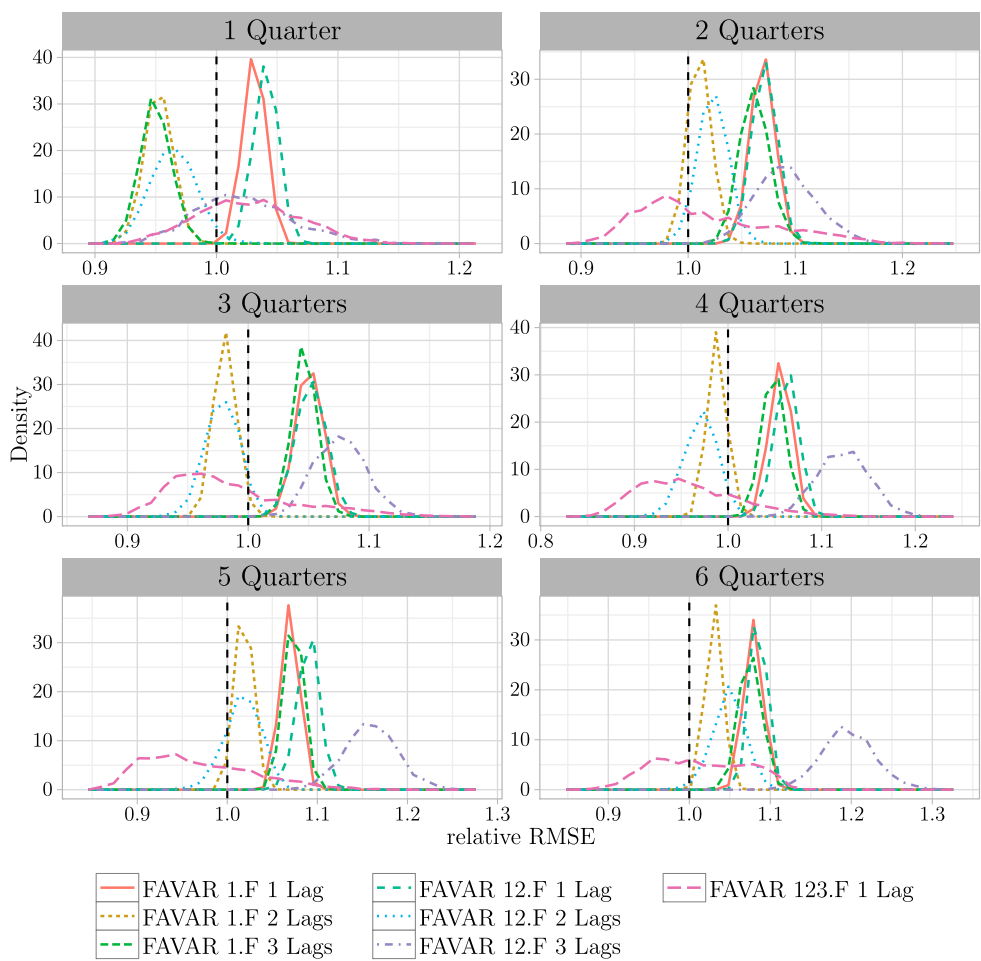 1 Quarter
2 Quarters
40
30
20
10
0
0.9 1.0 1.1 1.2
30
20
10
0
0.9 1.0 1.1 1.2
3 Quarters
4 Quarters
Density
40
30
20
10
0
0.9 1.0 1.1 1.2
40
30
20
10
0
0.8 0.9 1.0 1.1 1.2
5 Quarters
6 Quarters
30
20
10
0
0.9 1.0 1.1 1.2 1.3
30
20
10
0
0.9 1.0 1.1 1.2 1.3
relative RMSE
FAVAR 1.F 1 Lag
FAVAR 12.F 1 Lag
FAVAR 123.F 1 Lag
FAVAR 1.F 2 Lags
FAVAR 12.F 2 Lags
FAVAR 1.F 3 Lags
FAVAR 12.F 3 Lags